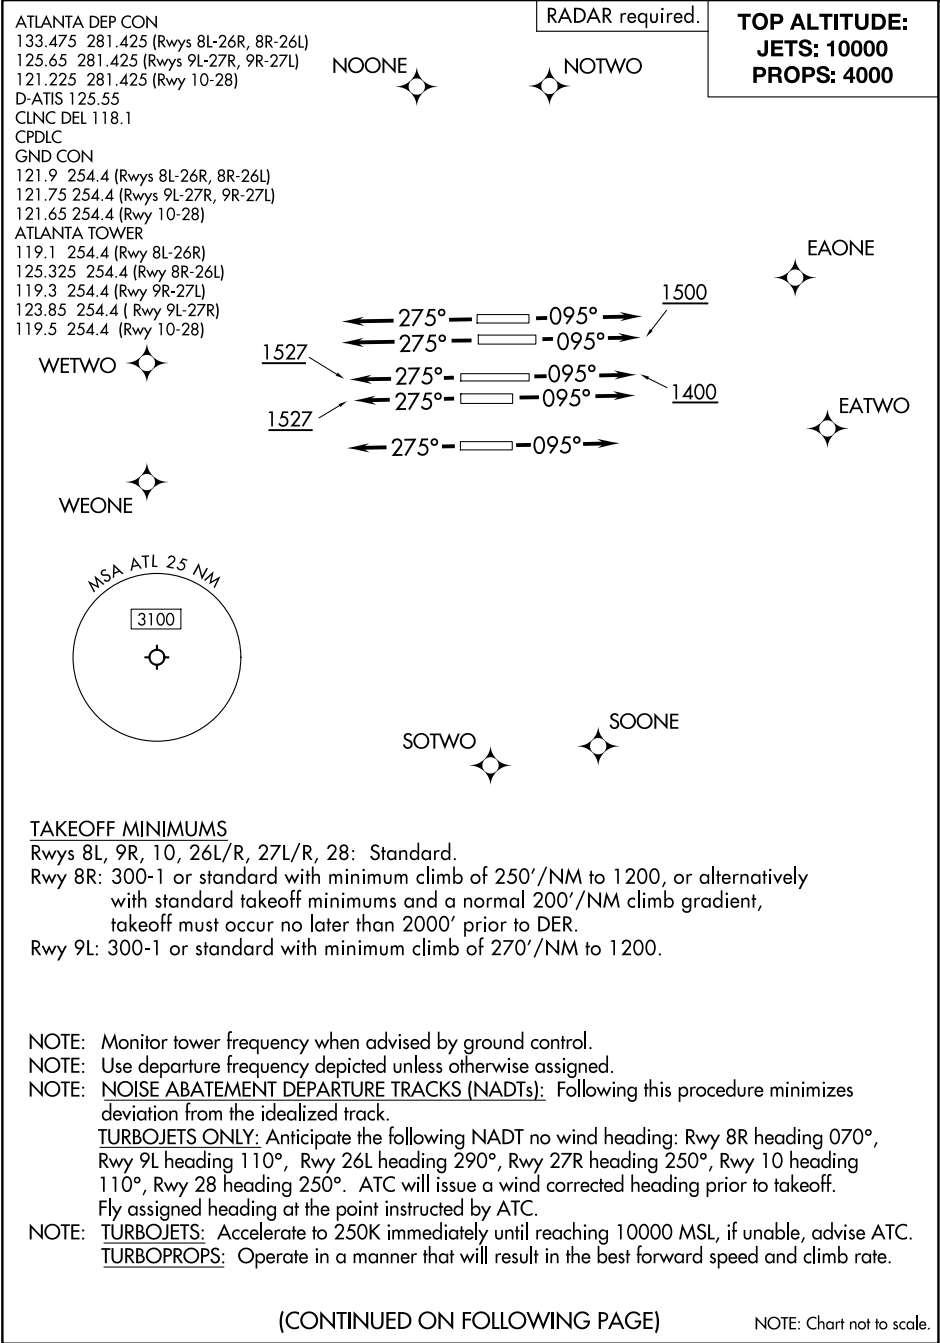 ATLANTA DEP CON
133.475 281.425 (Rwys 8L-26R, 8R-26L)
125.65 281.425 (Rwys 9L-27R, 9R-27L)
121.225 281.425 (Rwy 10-28)
D-ATIS 125.55
CLNC DEL 118.1
CPDLC
GND CON
121.9 254.4 (Rwys 8L-26R, 8R-26L)
121.75 254.4 (Rwys 9L-27R, 9R-27L)
121.65 254.4 (Rwy 10-28)
ATLANTA TOWER
119.1 254.4 (Rwy 8L-26R)
125.325 254.4 (Rwy 8R-26L)
119.3 254.4 (Rwy 9R-27L)
123.85 254.4 ( Rwy 9L-27R)
119.5 254.4 (Rwy 10-28)
RADAR required.
TOP ALTITUDE:
JETS: 10000
PROPS: 4000
NOONE
NOTWO
EAONE
1500
275° 095°
275° 095°
1527
WETWO
275° 095°
1400
275° 095°
EATWO
1527
275° 095°
WEONE
MSA ATL 25 NM
3100
SOONE
SOTWO
TAKEOFF MINIMUMS
Rwys 8L, 9R, 10, 26L/R, 27L/R, 28: Standard.
Rwy 8R: 300-1 or standard with minimum climb of 250'/NM to 1200, or alternatively
with standard takeoff minimums and a normal 200'/NM climb gradient,
takeoff must occur no later than 2000' prior to DER.
Rwy 9L: 300-1 or standard with minimum climb of 270'/NM to 1200.
NOTE: Monitor tower frequency when advised by ground control.
NOTE: Use departure frequency depicted unless otherwise assigned.
NOTE: NOISE ABATEMENT DEPARTURE TRACKS (NADTs): Following this procedure minimizes
deviation from the idealized track.
TURBOJETS ONLY: Anticipate the following NADT no wind heading: Rwy 8R heading 070°,
Rwy 9L heading 110°, Rwy 26L heading 290°, Rwy 27R heading 250°, Rwy 10 heading
110°, Rwy 28 heading 250°. ATC will issue a wind corrected heading prior to takeoff.
Fly assigned heading at the point instructed by ATC.
NOTE: TURBOJETS: Accelerate to 250K immediately until reaching 10000 MSL, if unable, advise ATC.
TURBOPROPS: Operate in a manner that will result in the best forward speed and climb rate.
(CONTINUED ON FOLLOWING PAGE)
NOTE: Chart not to scale.